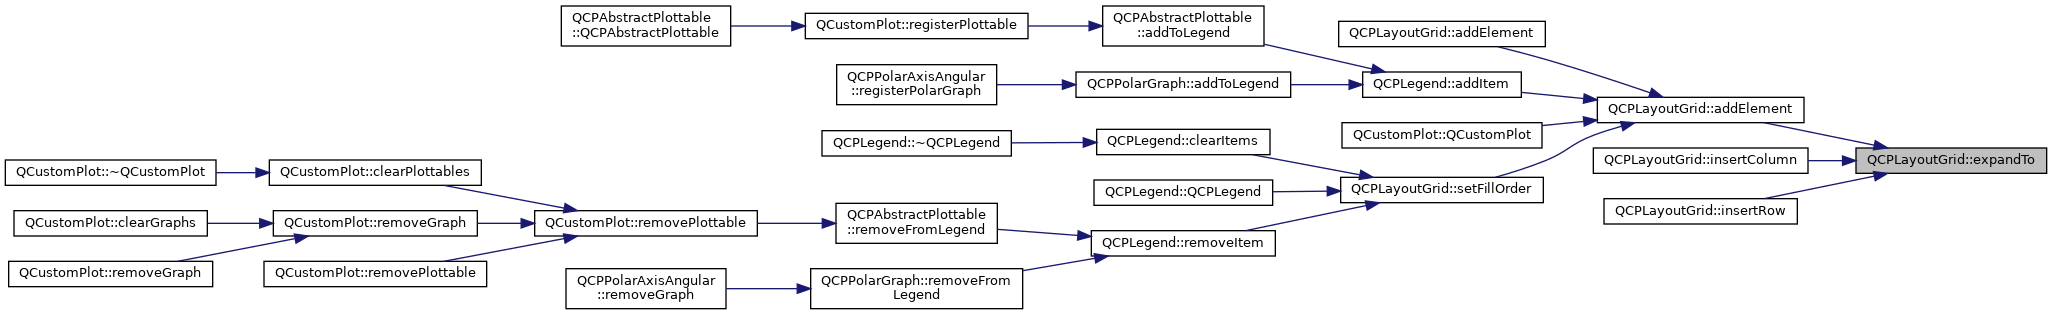 QCPAbstractPlottable
::QCPAbstractPlottable
QCustomPlot::registerPlottable
QCPAbstractPlottable
::addToLegend
QCPLayoutGrid::addElement
QCPPolarAxisAngular
::registerPolarGraph
QCPPolarGraph::addToLegend
QCPLegend::addItem
QCPLayoutGrid::addElement
QCPLegend::~QCPLegend
QCPLegend::clearItems
QCustomPlot::QCustomPlot
QCustomPlot::~QCustomPlot
QCustomPlot::clearPlottables
QCPLegend::QCPLegend
QCPLayoutGrid::setFillOrder
QCPLayoutGrid::insertColumn
QCPLayoutGrid::expandTo
QCustomPlot::clearGraphs
QCustomPlot::removeGraph
QCustomPlot::removePlottable
QCPAbstractPlottable
::removeFromLegend
QCPLegend::removeItem
QCPLayoutGrid::insertRow
QCustomPlot::removeGraph
QCustomPlot::removePlottable
QCPPolarAxisAngular
::removeGraph
QCPPolarGraph::removeFrom
Legend